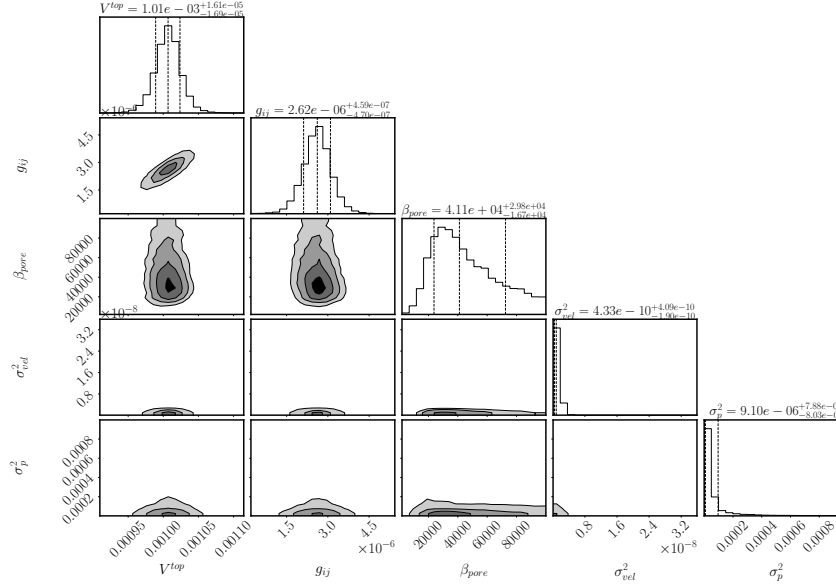 V^{top} = 1.01e − 03^{+1.61e−05}_{−1.69e−05}
g_{ij} = 2.62e − 06^{+4.59e−07}_{−4.70e−07}
4.5
3.0
1.5
g_{ij}
β_{pore} = 4.11e + 04^{+2.98e+04}_{−1.67e+04}
80000
60000
40000
20000
β_{pore}
σ^2_{vel} = 4.33e − 10^{+4.09e−10}_{−1.90e−10}
3.2
2.4
1.6
0.8
σ^2_{vel}
σ^2_p = 9.10e − 06
0.0008
0.0006
0.0004
0.0002
σ^2_p
0.00095
0.00100
0.00105
0.00110
V^{top}
1.5
3.0
4.5
×10^{−6}
g_{ij}
20000
40000
60000
80000
β_{pore}
0.8
1.6
2.4
3.2
×10^{−8}
σ^2_{vel}
0.0002
0.0004
0.0006
0.0008
σ^2_p